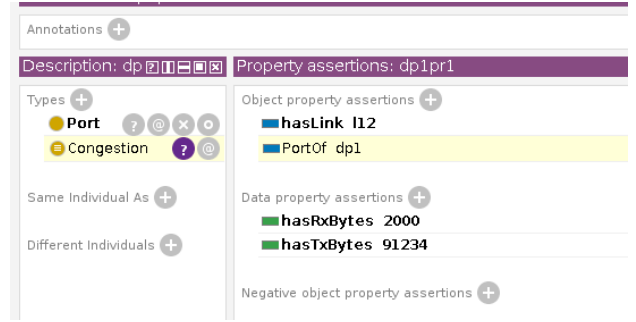 Annotations
Description: dp
Property assertions: dp1pr1
Types
Port
Congestion
Same Individual As
Different Individuals
Object property assertions
hasLink l12
PortOf dp1
Data property assertions
hasRxBytes 2000
hasTxBytes 91234
Negative object property assertions